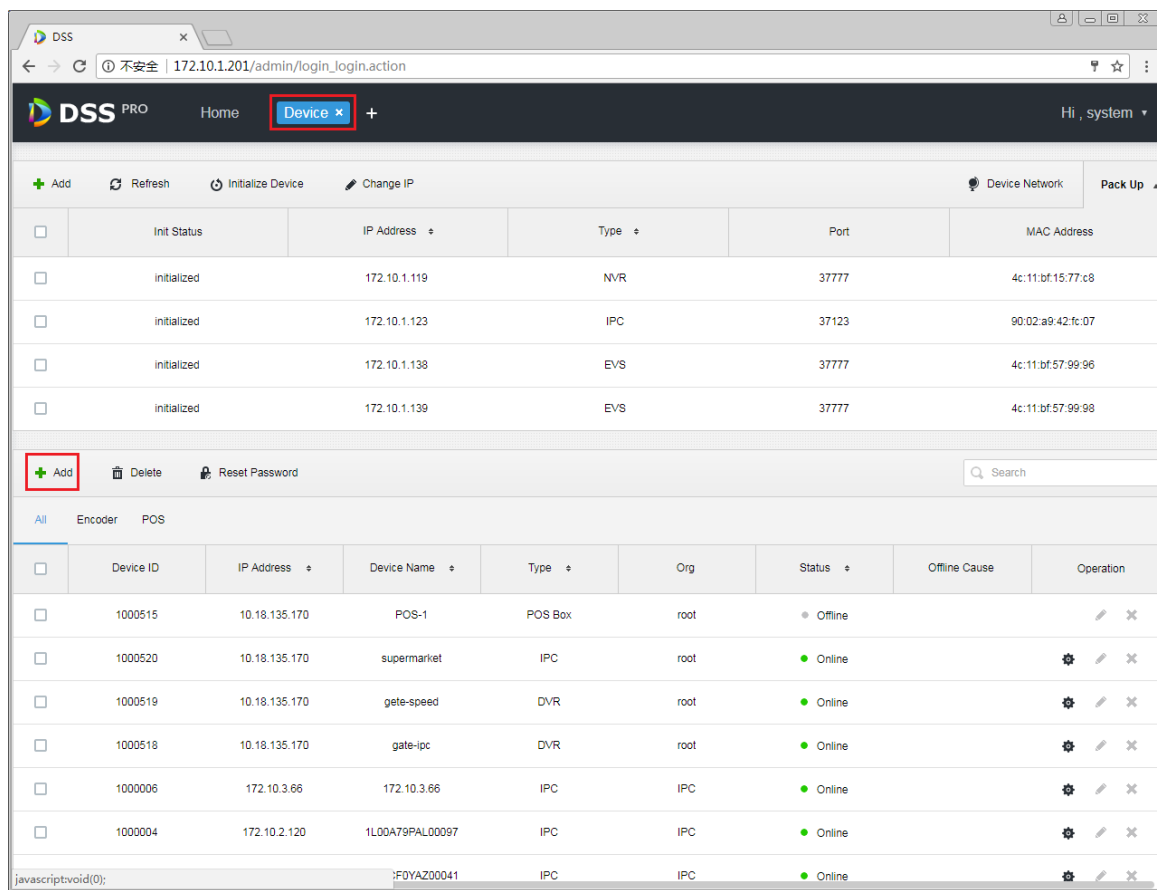 DSS
不安全 | 172.10.1.201/admin/login_login.action
DSS PRO Home Device × + Hi , system
Add Refresh Initialize Device Change IP Device Network Pack Up
Init Status IP Address Type Port MAC Address
initialized 172.10.1.119 NVR 37777 4c:11:bf:15:77:c8
initialized 172.10.1.123 IPC 37123 90:02:a9:42:fc:07
initialized 172.10.1.138 EVS 37777 4c:11:bf:57:99:96
initialized 172.10.1.139 EVS 37777 4c:11:bf:57:99:98
Add Delete Reset Password Search
All Encoder POS
Device ID IP Address Device Name Type Org Status Offline Cause Operation
1000515 10.18.135.170 POS-1 POS Box root Offline
1000520 10.18.135.170 supermarket IPC root Online
1000519 10.18.135.170 gete-speed DVR root Online
1000518 10.18.135.170 gate-ipc DVR root Online
1000006 172.10.3.66 172.10.3.66 IPC IPC Online
1000004 172.10.2.120 1L00A79PAL00097 IPC IPC Online
javascript:void(0); CF0YAZ00041 IPC IPC Online